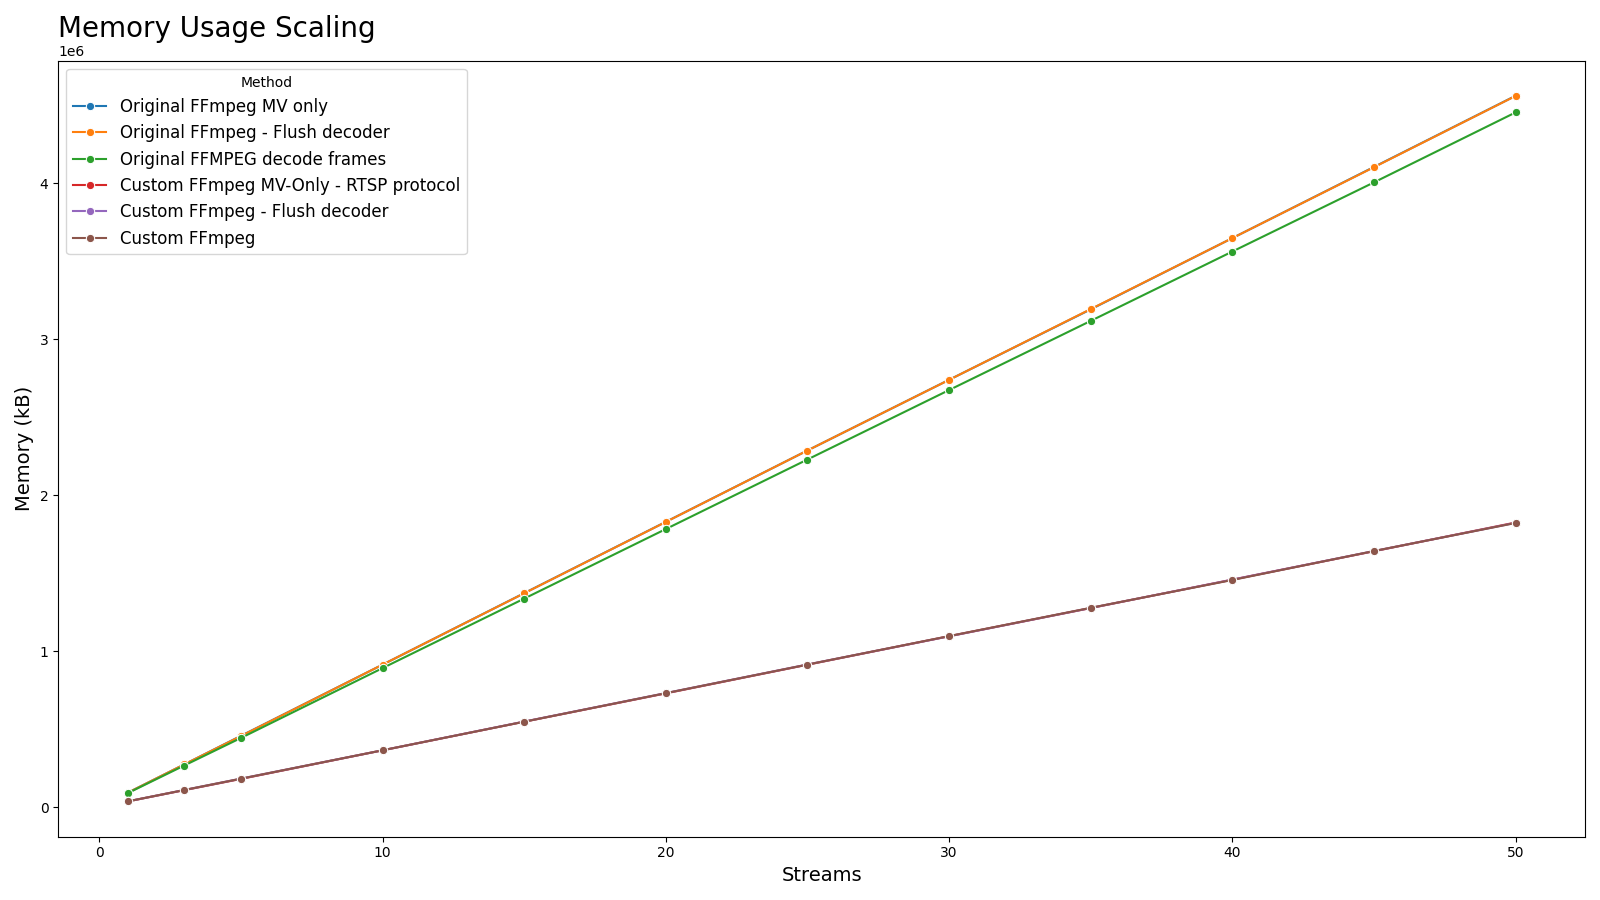 Memory Usage Scaling
1e6
Method
Original FFmpeg MV only
Original FFmpeg - Flush decoder
Original FFMPEG decode frames
Custom FFmpeg MV-Only - RTSP protocol
Custom FFmpeg - Flush decoder
Custom FFmpeg
4
3
2
1
0
Memory (kB)
0 10 20 30 40 50
Streams